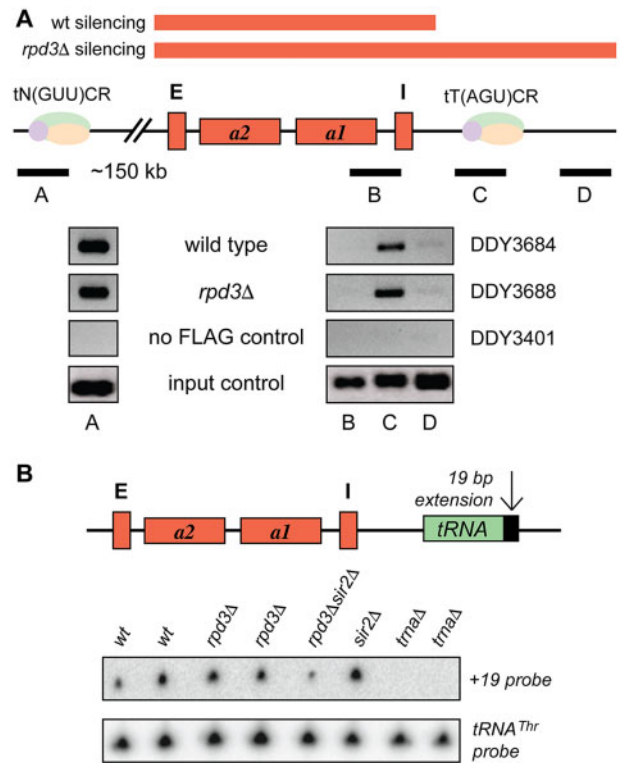 A
wt silencing
rpd3Δ silencing
tN(GUU)CR
E
I
tT(AGU)CR
a2
a1
~150 kb
A
B
C
D
wild type
DDY3684
rpd3Δ
DDY3688
no FLAG control
DDY3401
input control
A
B
C
D
B
E
I
19 bp
extension
a2
a1
tRNA
wt
wt
rpd3Δ
rpd3Δ
rpd3Δsir2Δ
sir2Δ
trnaΔ
trnaΔ
+19 probe
tRNAThr
probe